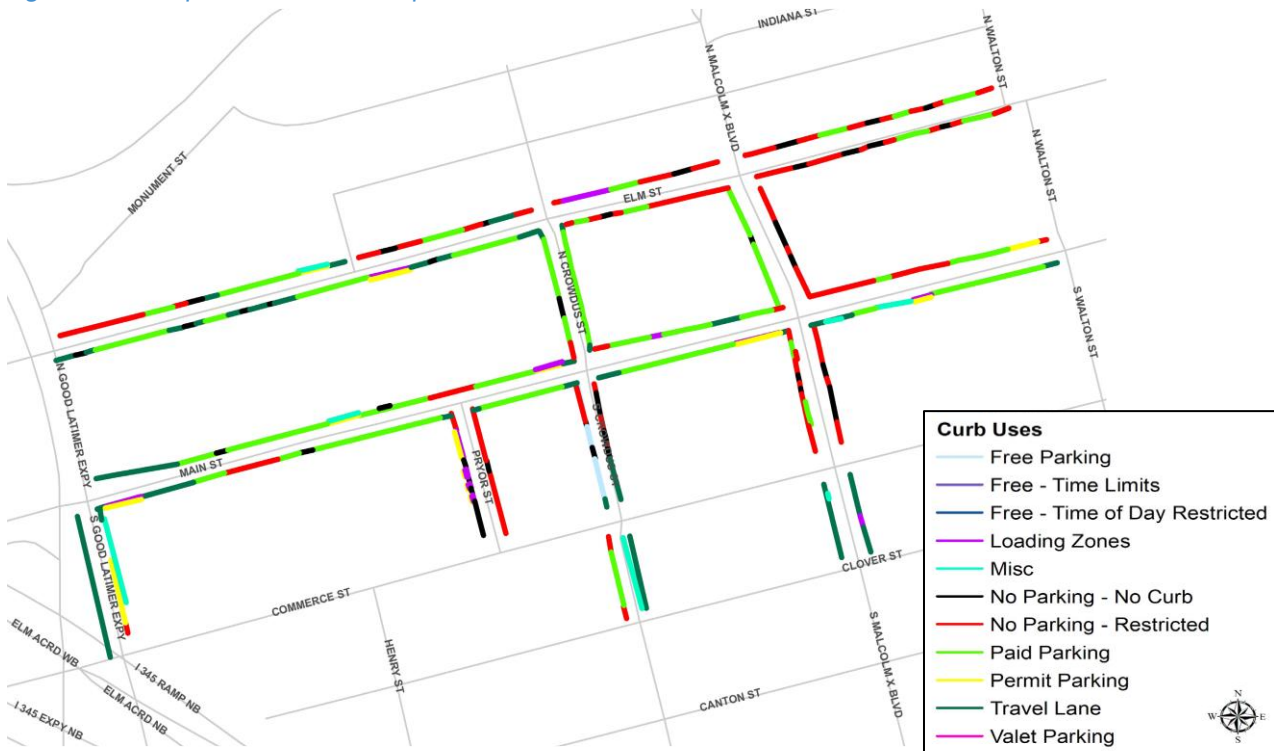 INDIANA ST
N WALTON ST
N MALCOLM X BLVD
MONUMENT ST
N WALTON ST
ELM ST
N CROWDUS ST
S WALTON ST
N GOOD LATIMER EXPY
MAIN ST
PRYOR ST
S CROWDUS ST
S GOOD LATIMER EXPY
CLOVER ST
COMMERCE ST
HENRY ST
S MALCOLM X BLVD
ELM ACRD WB
I 345 RAMP NB
ELM ACRD NB
I 345 EXPY NB
CANTON ST
Curb Uses
Free Parking
Free - Time Limits
Free - Time of Day Restricted
Loading Zones
Misc
No Parking - No Curb
No Parking - Restricted
Paid Parking
Permit Parking
Travel Lane
Valet Parking
N
W E
S